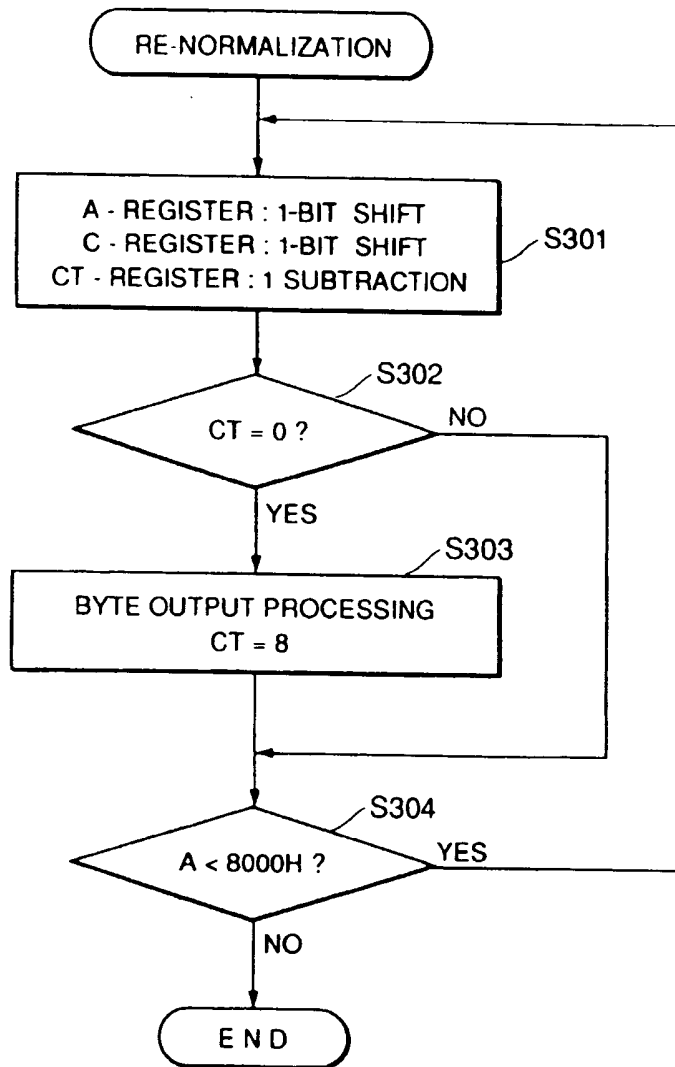 RE-NORMALIZATION
A - REGISTER : 1-BIT SHIFT
C - REGISTER : 1-BIT SHIFT
CT - REGISTER : 1 SUBTRACTION
S301
S302
CT = 0 ?
NO
YES
S303
BYTE OUTPUT PROCESSING
CT = 8
S304
A < 8000H ?
YES
NO
END